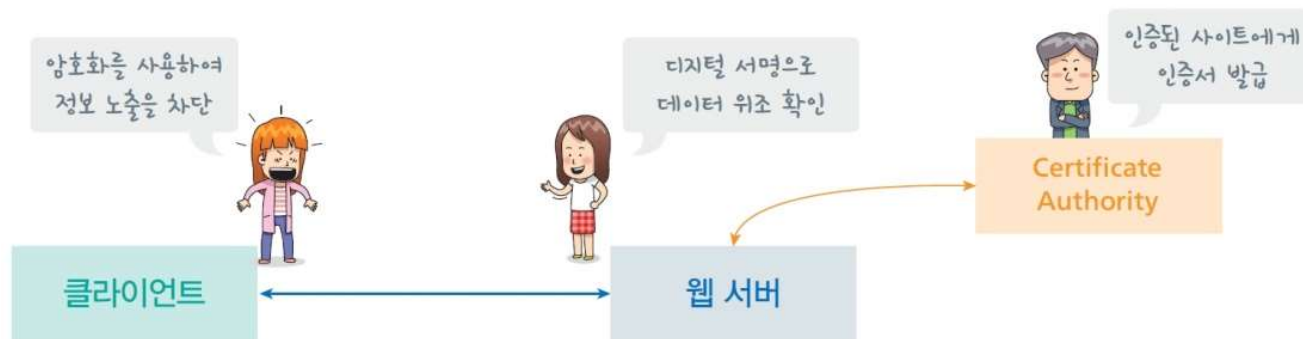 암호화를 사용하여
정보 노출을 차단
디지털 서명으로
데이터 위조 확인
인증된 사이트에게
인증서 발급
Certificate
Authority
클라이언트
웹 서버